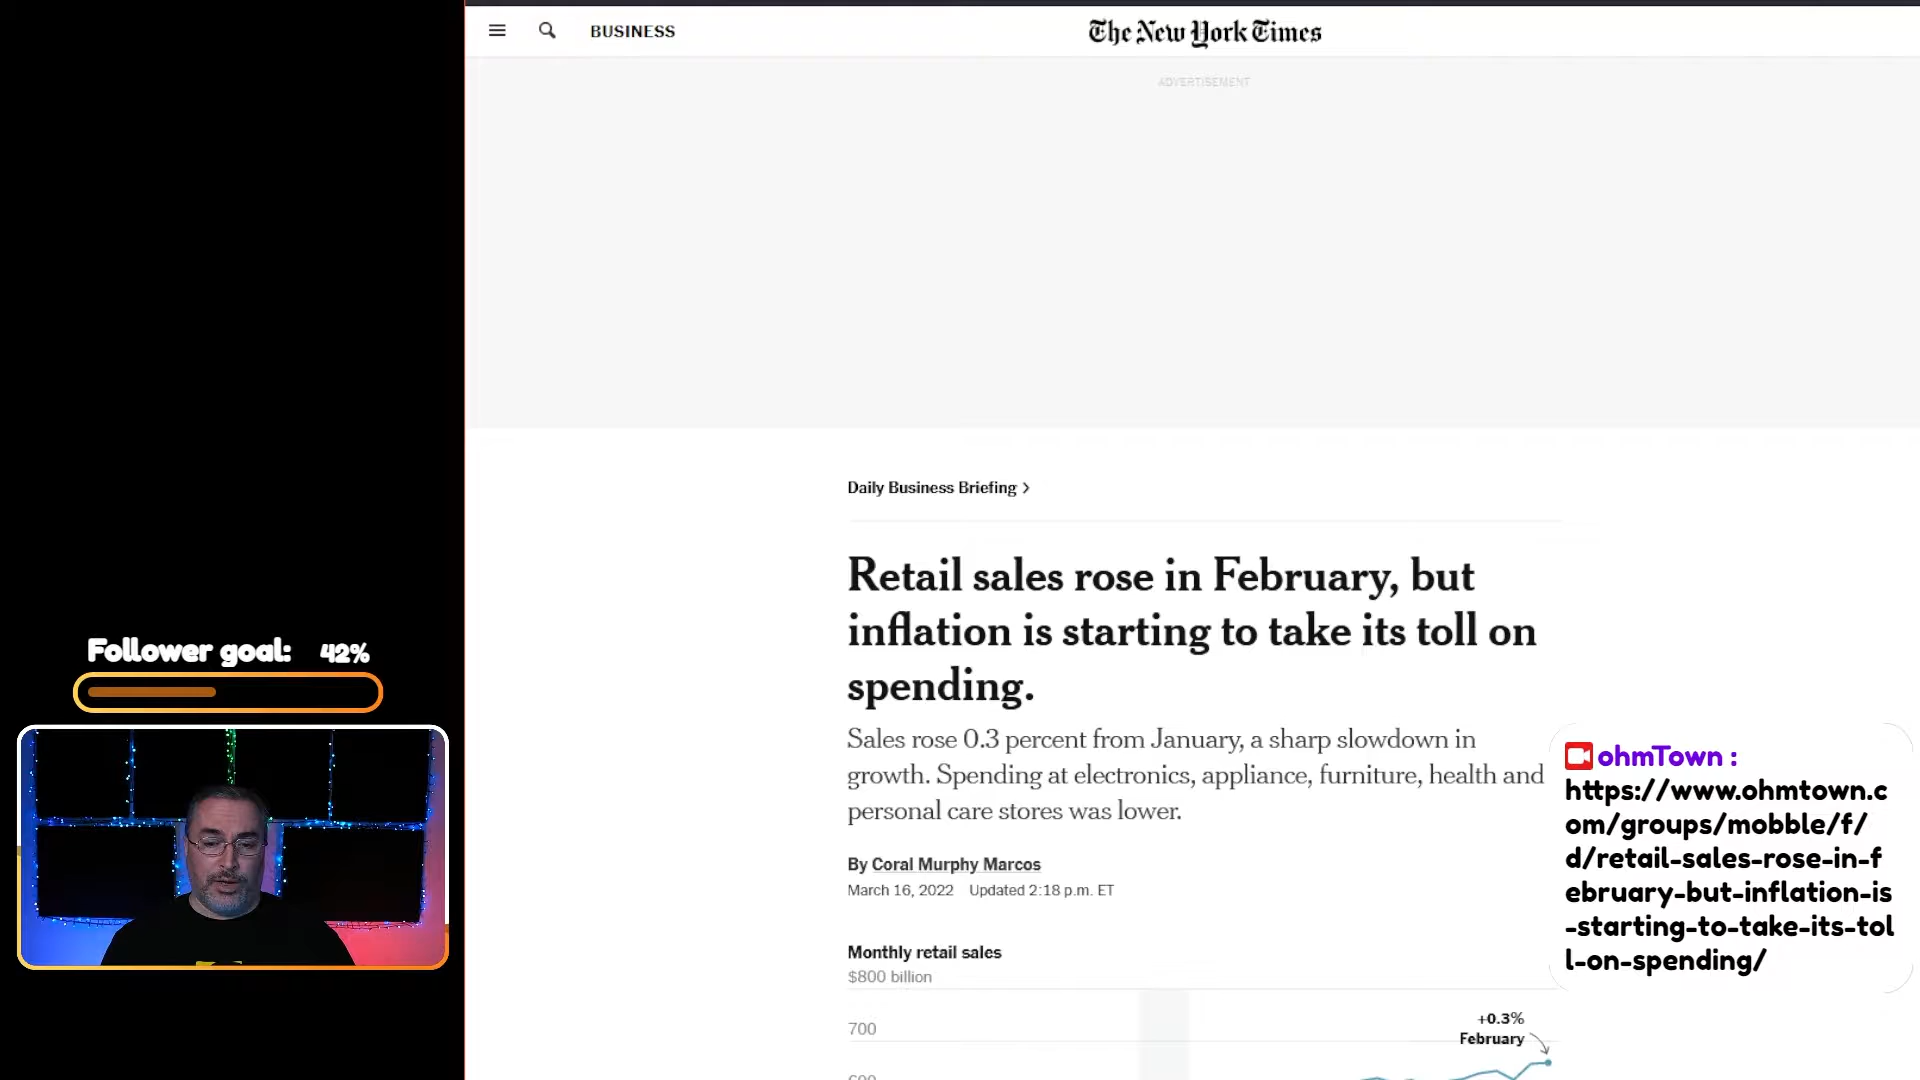 BUSINESS
The New York Times
ADVERTISEMENT
Daily Business Briefing >
Retail sales rose in February, but
inflation is starting to take its toll on
spending.
Sales rose 0.3 percent from January, a sharp slowdown in
growth. Spending at electronics, appliance, furniture, health and
personal care stores was lower.
By Coral Murphy Marcos
March 16, 2022 Updated 2:18 p.m. ET
Monthly retail sales
$800 billion
700
+0.3%
February
Follower goal: 42%
ohmTown :
https://www.ohmtown.c
om/groups/mobble/f/
d/retail-sales-rose-in-f
ebruary-but-inflation-is
-starting-to-take-its-tol
l-on-spending/